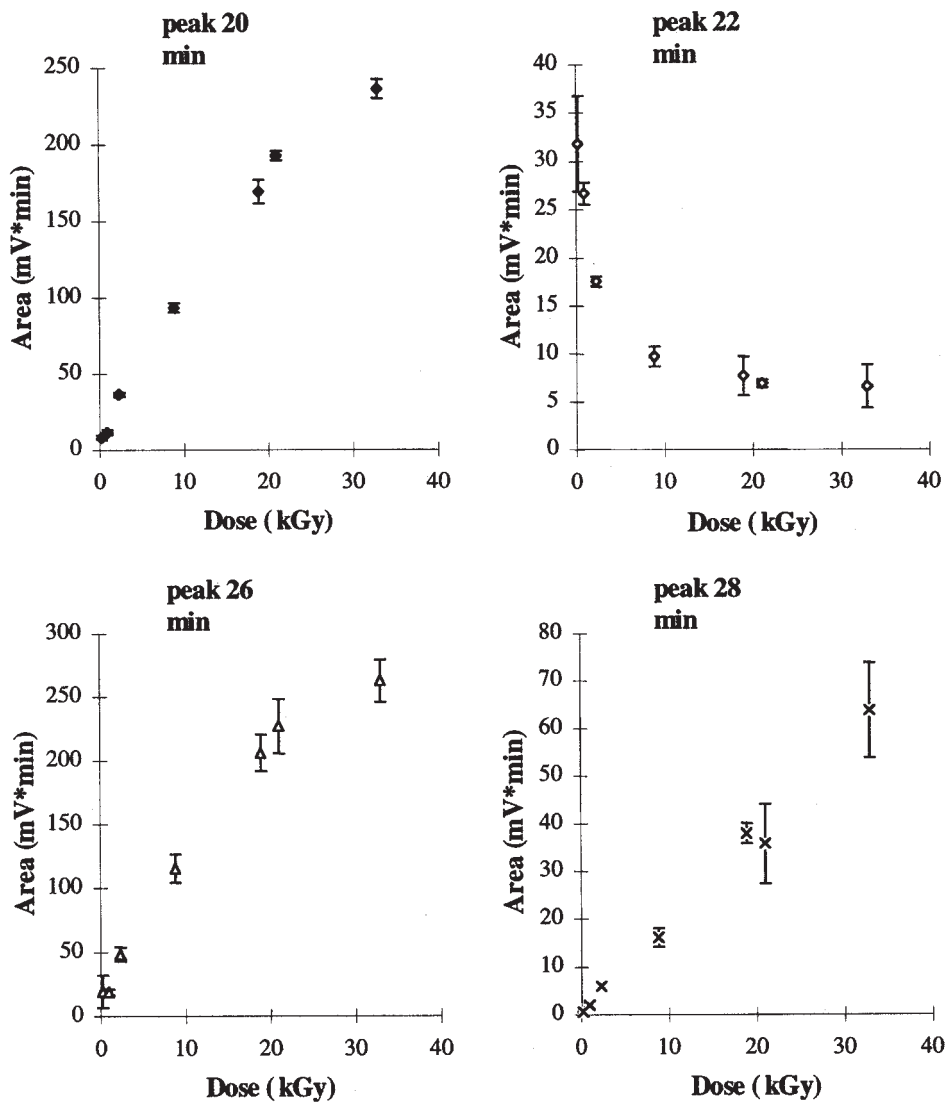 peak 20
min
250
200
150
100
50
0
Area (mV*min)
0 10 20 30 40
Dose ( kGy)
peak 22
min
40
35
30
25
20
15
10
5
0
Area (mV*min)
0 10 20 30 40
Dose ( kGy)
peak 26
min
300
250
200
150
100
50
0
Area (mV*min)
0 10 20 30 40
Dose ( kGy)
peak 28
min
80
70
60
50
40
30
20
10
0
Area (mV*min)
0 10 20 30 40
Dose ( kGy)